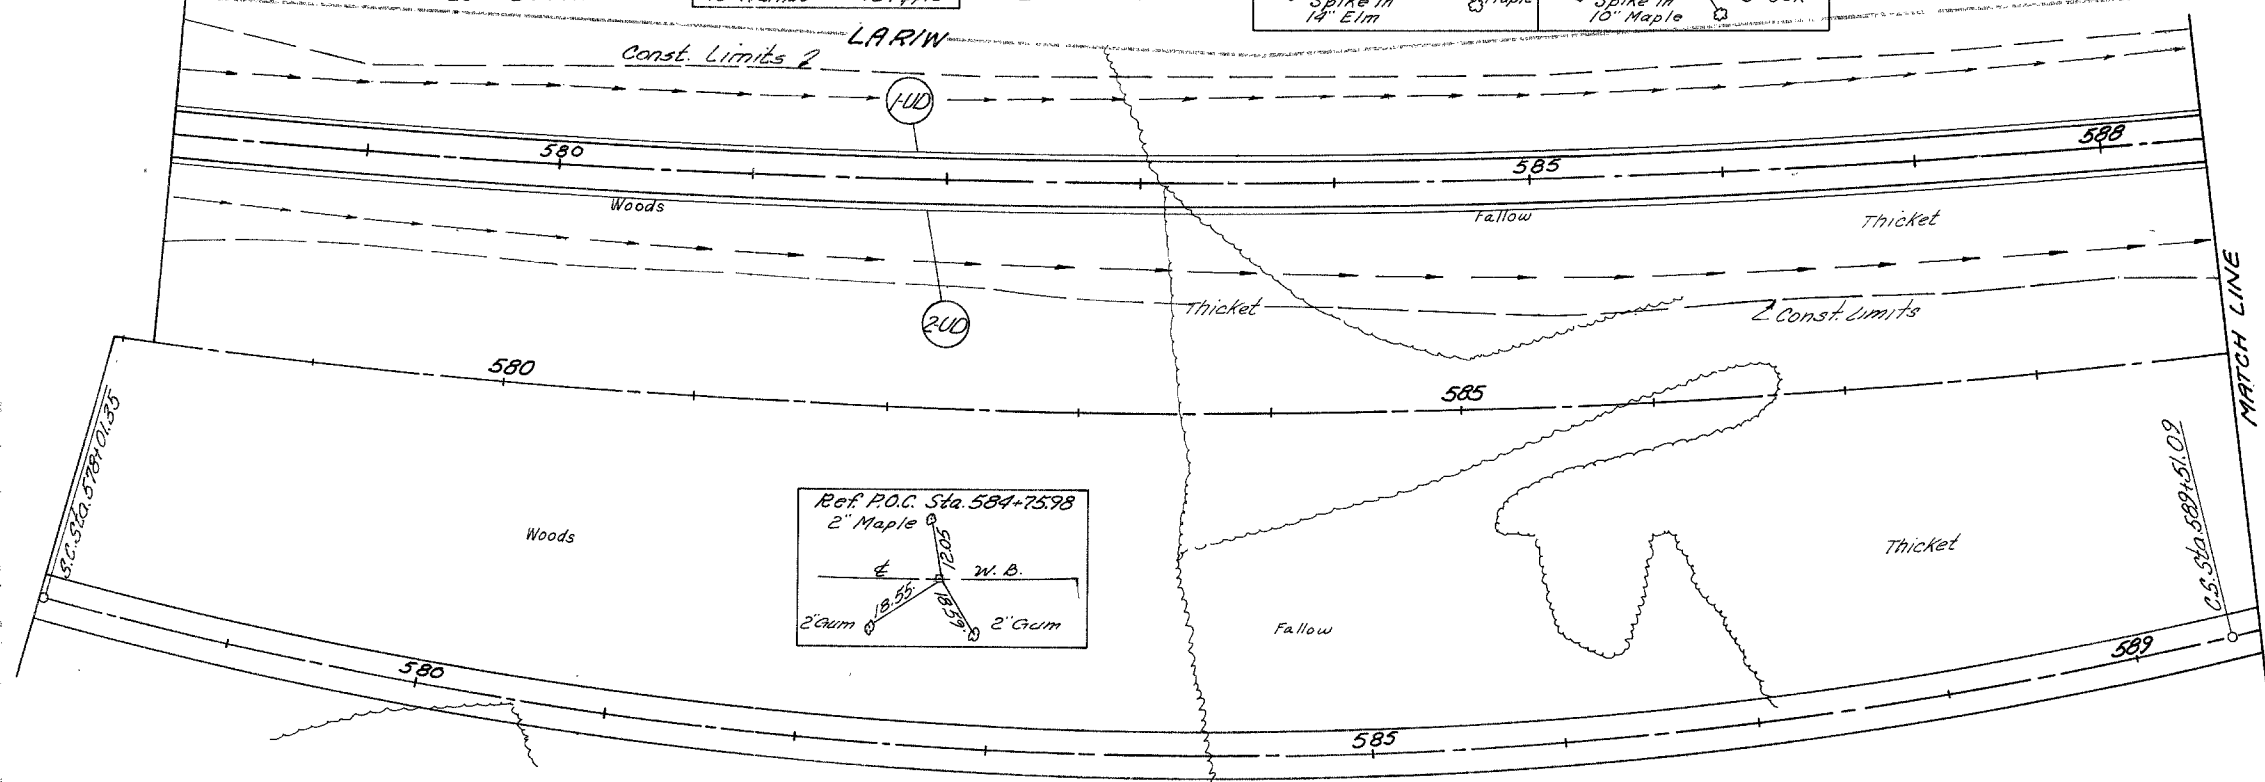 Spike in
14" Elm
Maple
Spike in
10" Maple
LA R/W
Const. Limits
1-UD
580
585
588
Woods
Fallow
Thicket
2-UD
Thicket
Const. Limits
MATCH LINE
580
585
S.C. Sta. 578+01.35
C.S. Sta. 589+51.09
Ref. P.O.C. Sta. 584+75.98
2" Maple
12.05
℄ W. B.
18.55
18.59
2" Gum
2" Gum
Woods
Thicket
Fallow
580
585
589